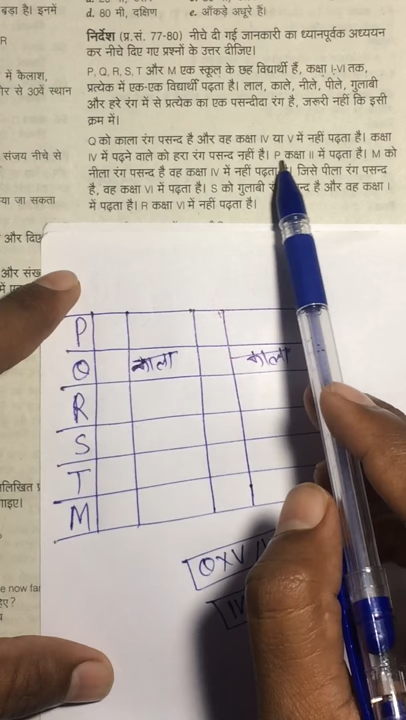 बड़ा है। इनमें
d. 80 मी, दक्षिण e. आँकड़े अधूरे हैं।
R
में कैलाश,
र से 30वें स्थान
संजय नीचे से
या जा सकता
और दिए
और संख
निर्देश (प्र.सं. 77-80) नीचे दी गई जानकारी का ध्यानपूर्वक अध्ययन
कर नीचे दिए गए प्रश्नों के उत्तर दीजिए।
P, Q, R, S, T और M एक स्कूल के छह विद्यार्थी हैं, कक्षा I-VI तक,
प्रत्येक में एक-एक विद्यार्थी पढ़ता है। लाल, काले, नीले, पीले, गुलाबी
और हरे रंग में से प्रत्येक का एक पसन्दीदा रंग है, जरूरी नहीं कि इसी
क्रम में।
Q को काला रंग पसन्द है और वह कक्षा IV या V में नहीं पढ़ता है। कक्षा
IV में पढ़ने वाले को हरा रंग पसन्द नहीं है। P कक्षा II में पढ़ता है। M को
नीला रंग पसन्द है वह कक्षा IV में नहीं पढ़ता जिसे पीला रंग पसन्द
है, वह कक्षा VI में पढ़ता है। S को गुलाबी है और वह कक्षा I
में पढ़ता है। R कक्षा VI में नहीं पढ़ता है।
P
Q काला काला
R
S
T
M
QXV
IV
लिखित
गाइए।
e now